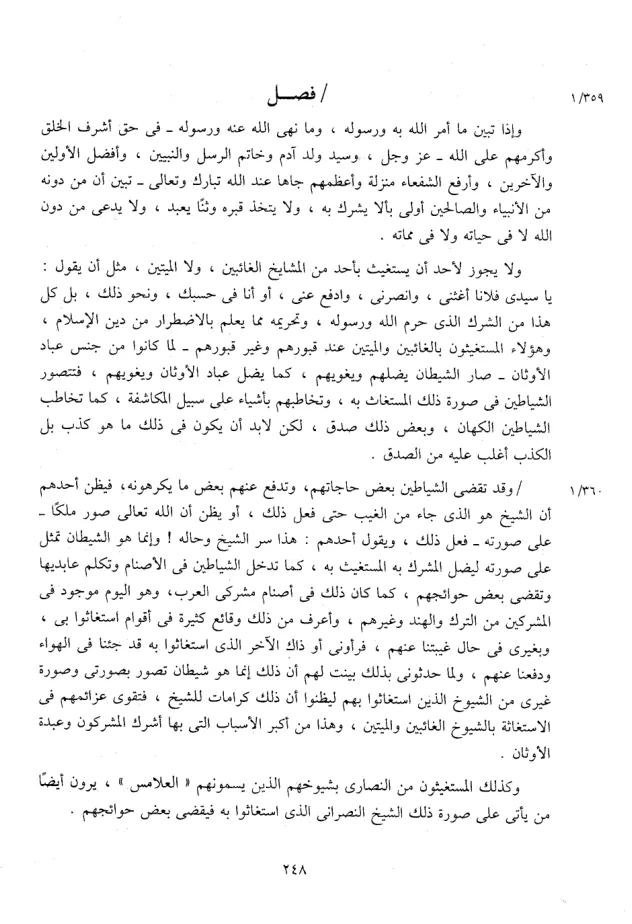 ١/٣٥٩ / فصـــل
وإذا تبين ما أمر الله به ورسوله ، وما نهى الله عنه ورسوله ــ فى حق أشرف الخلق
وأكرمهم على الله ــ عز وجل ، وسيد ولد آدم وخاتم الرسل والنبيين ، وأفضل الأولين
والآخرين ، وأرفع الشفعاء منزلة وأعظمهم جاها عند الله تبارك وتعالى ــ تبين أن من دونه
من الأنبياء والصالحين أولى بألا يشرك به ، ولا يتخذ قبره وثنًا يعبد ، ولا يدعى من دون
الله لا فى حياته ولا فى مماته .
ولا يجوز لأحد أن يستغيث بأحد من المشايخ الغائبين ، ولا الميتين ، مثل أن يقول :
يا سيدى فلانا أغثنى ، وانصرنى ، وادفع عنى ، أو أنا فى حسبك ، ونحو ذلك ، بل كل
هذا من الشرك الذى حرم الله ورسوله ، وتحريمه مما يعلم بالاضطرار من دين الإسلام ،
وهؤلاء المستغيثون بالغائبين والميتين عند قبورهم وغير قبورهم ــ لما كانوا من جنس عباد
الأوثان ــ صار الشيطان يضلهم ويغويهم ، كما يضل عباد الأوثان ويغويهم ، فتتصور
الشياطين فى صورة ذلك المستغاث به ، وتخاطبهم بأشياء على سبيل المكاشفة ، كما تخاطب
الشياطين الكهان ، وبعض ذلك صدق ، لكن لابد أن يكون فى ذلك ما هو كذب بل
الكذب أغلب عليه من الصدق .
١/٣٦٠ / وقد تقضى الشياطين بعض حاجاتهم، وتدفع عنهم بعض ما يكرهونه، فيظن أحدهم
أن الشيخ هو الذى جاء من الغيب حتى فعل ذلك ، أو يظن أن الله تعالى صور ملكًا ــ
على صورته ــ فعل ذلك ، ويقول أحدهم : هذا سر الشيخ وحاله ! وإنما هو الشيطان تمثل
على صورته ليضل المشرك به المستغيث به ، كما تدخل الشياطين فى الأصنام وتكلم عابديها
وتقضى بعض حوائجهم ، كما كان ذلك فى أصنام مشركى العرب، وهو اليوم موجود فى
المشركين من الترك والهند وغيرهم ، وأعرف من ذلك وقائع كثيرة فى أقوام استغاثوا بى ،
وبغيرى فى حال غيبتنا عنهم ، فرأونى أو ذاك الآخر الذى استغاثوا به قد جئنا فى الهواء
ودفعنا عنهم ، ولما حدثونى بذلك بينت لهم أن ذلك إنما هو شيطان تصور بصورتى وصورة
غيرى من الشيوخ الذين استغاثوا بهم ليظنوا أن ذلك كرامات للشيخ ، فتقوى عزائمهم فى
الاستغاثة بالشيوخ الغائبين والميتين ، وهذا من أكبر الأسباب التى بها أشرك المشركون وعبدة
الأوثان .
وكذلك المستغيثون من النصارى بشيوخهم الذين يسمونهم « العلامس » ، يرون أيضًا
من يأتى على صورة ذلك الشيخ النصرانى الذى استغاثوا به فيقضى بعض حوائجهم .
٢٤٨